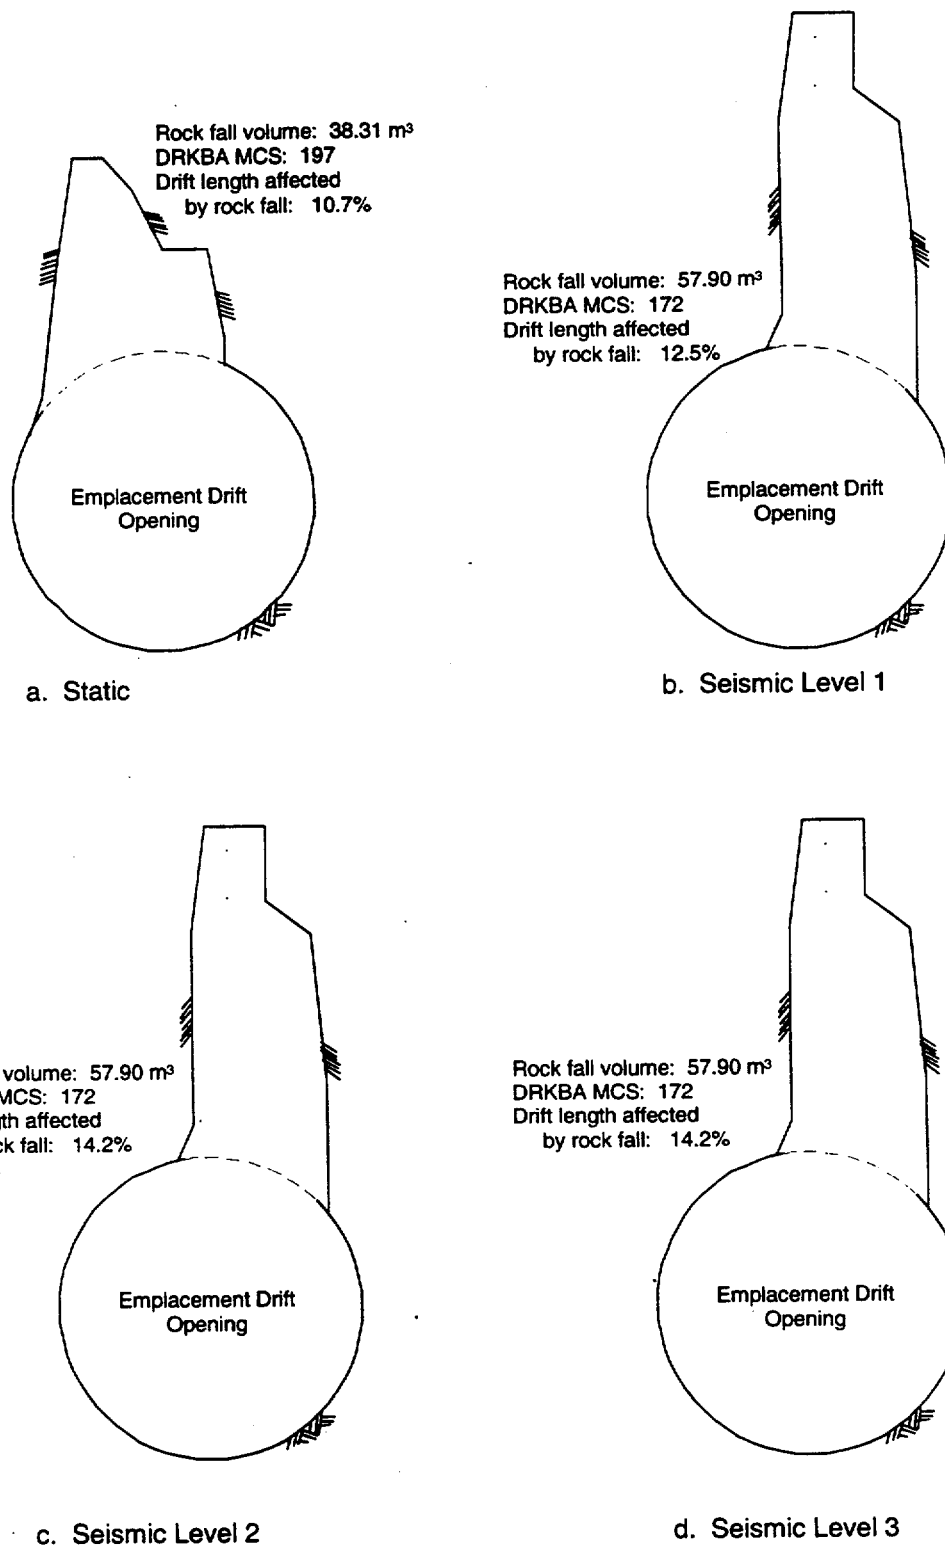 Rock fall volume: 38.31 m³
DRKBA MCS: 197
Drift length affected
by rock fall: 10.7%
Emplacement Drift
Opening
a. Static
Rock fall volume: 57.90 m³
DRKBA MCS: 172
Drift length affected
by rock fall: 12.5%
Emplacement Drift
Opening
b. Seismic Level 1
volume: 57.90 m³
MCS: 172
affected
fall: 14.2%
Emplacement Drift
Opening
c. Seismic Level 2
Rock fall volume: 57.90 m³
DRKBA MCS: 172
Drift length affected
by rock fall: 14.2%
Emplacement Drift
Opening
d. Seismic Level 3